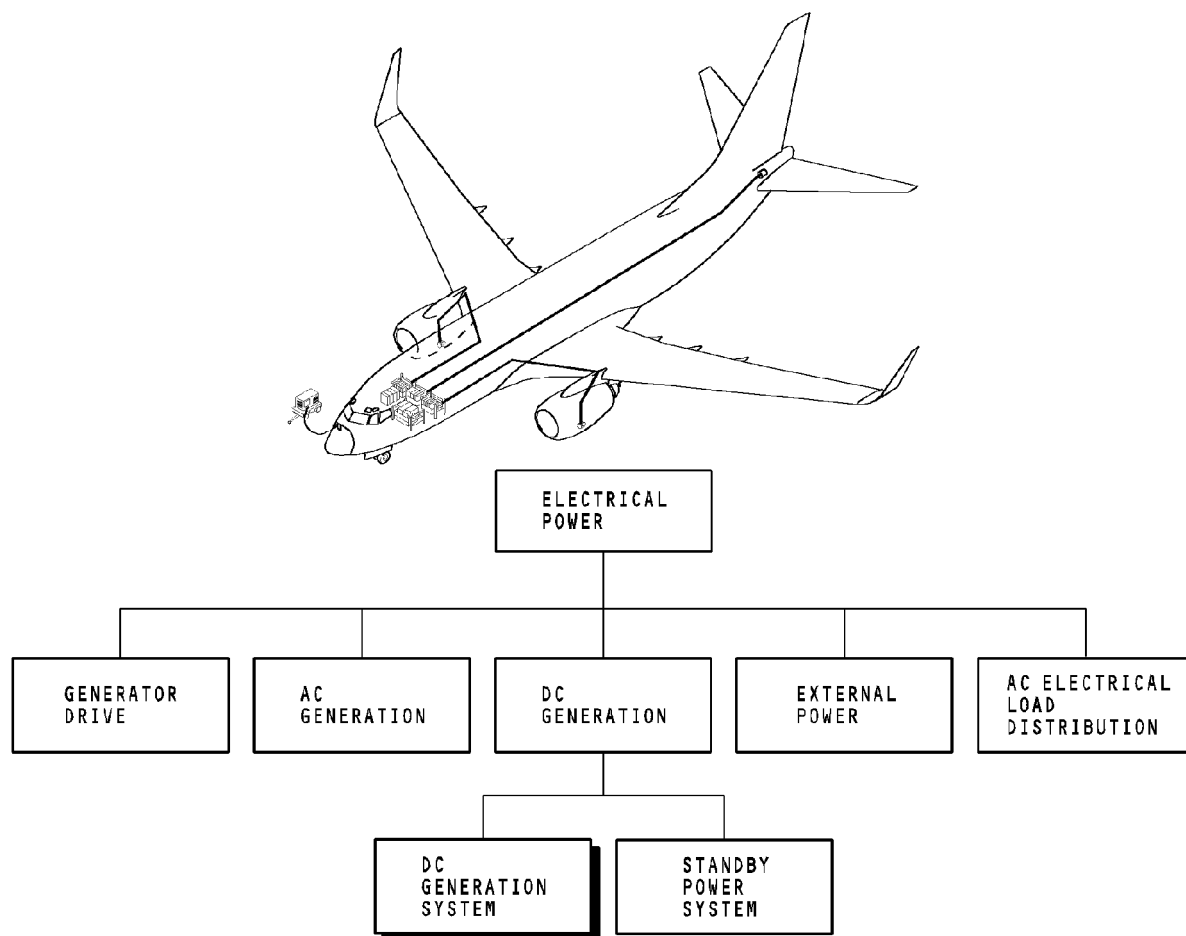 ELECTRICAL
POWER
GENERATOR
DRIVE
AC
GENERATION
DC
GENERATION
EXTERNAL
POWER
AC ELECTRICAL
LOAD
DISTRIBUTION
DC
GENERATION
SYSTEM
STANDBY
POWER
SYSTEM